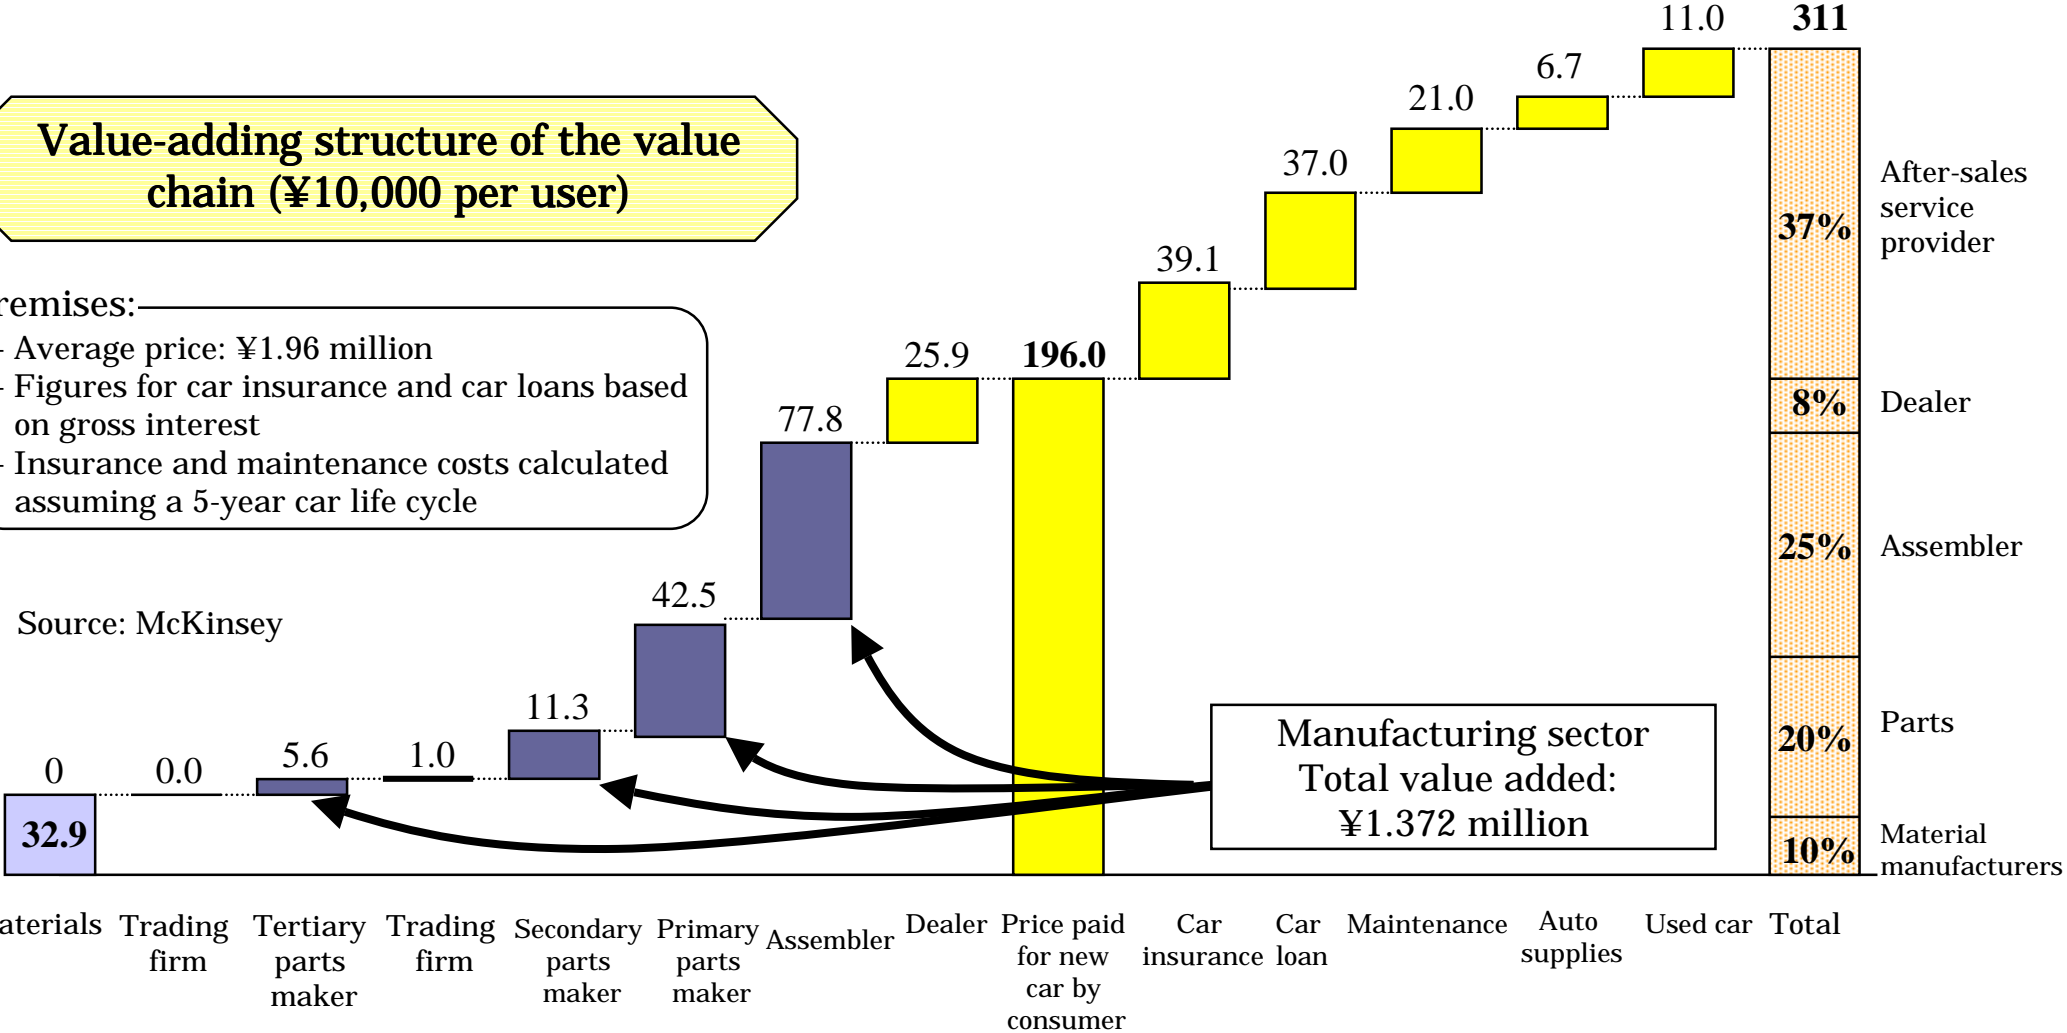 Value-adding structure of the value
chain (¥10,000 per user)
remises:
- Average price: ¥1.96 million
- Figures for car insurance and car loans based
on gross interest
- Insurance and maintenance costs calculated
assuming a 5-year car life cycle
Source: McKinsey
0
32.9
0.0
5.6
1.0
11.3
42.5
77.8
25.9
196.0
39.1
37.0
21.0
6.7
11.0
311
37%
8%
25%
20%
10%
After-sales
service
provider
Dealer
Assembler
Parts
Material
manufacturers
Manufacturing sector
Total value added:
¥1.372 million
aterials
Trading
firm
Tertiary
parts
maker
Trading
firm
Secondary
parts
maker
Primary
parts
maker
Assembler
Dealer
Price paid
for new
car by
consumer
Car
insurance
Car
loan
Maintenance
Auto
supplies
Used car
Total